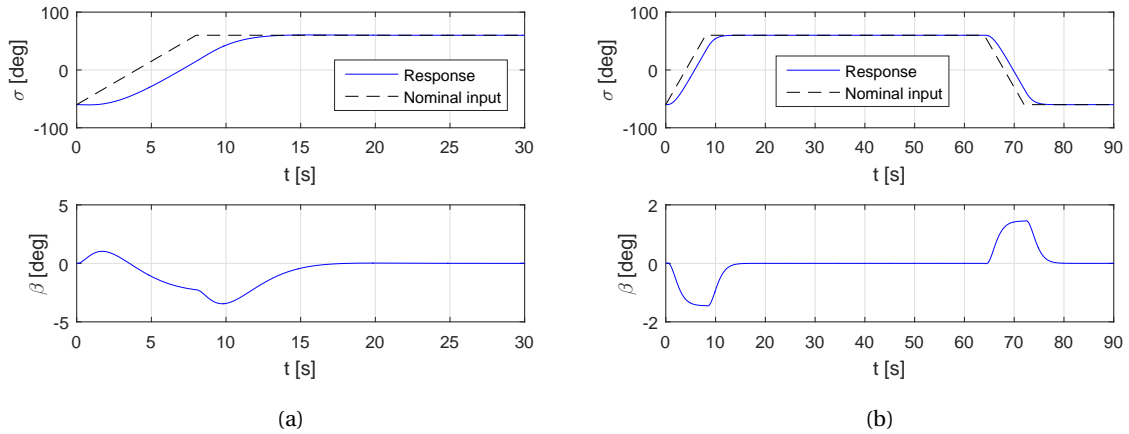 100
0
-100
σ [deg]
Response
Nominal input
0 5 10 15 20 25 30
t [s]
5
0
-5
β [deg]
0 5 10 15 20 25 30
t [s]
(a)
100
0
-100
σ [deg]
Response
Nominal input
0 10 20 30 40 50 60 70 80 90
t [s]
2
0
-2
β [deg]
0 10 20 30 40 50 60 70 80 90
t [s]
(b)